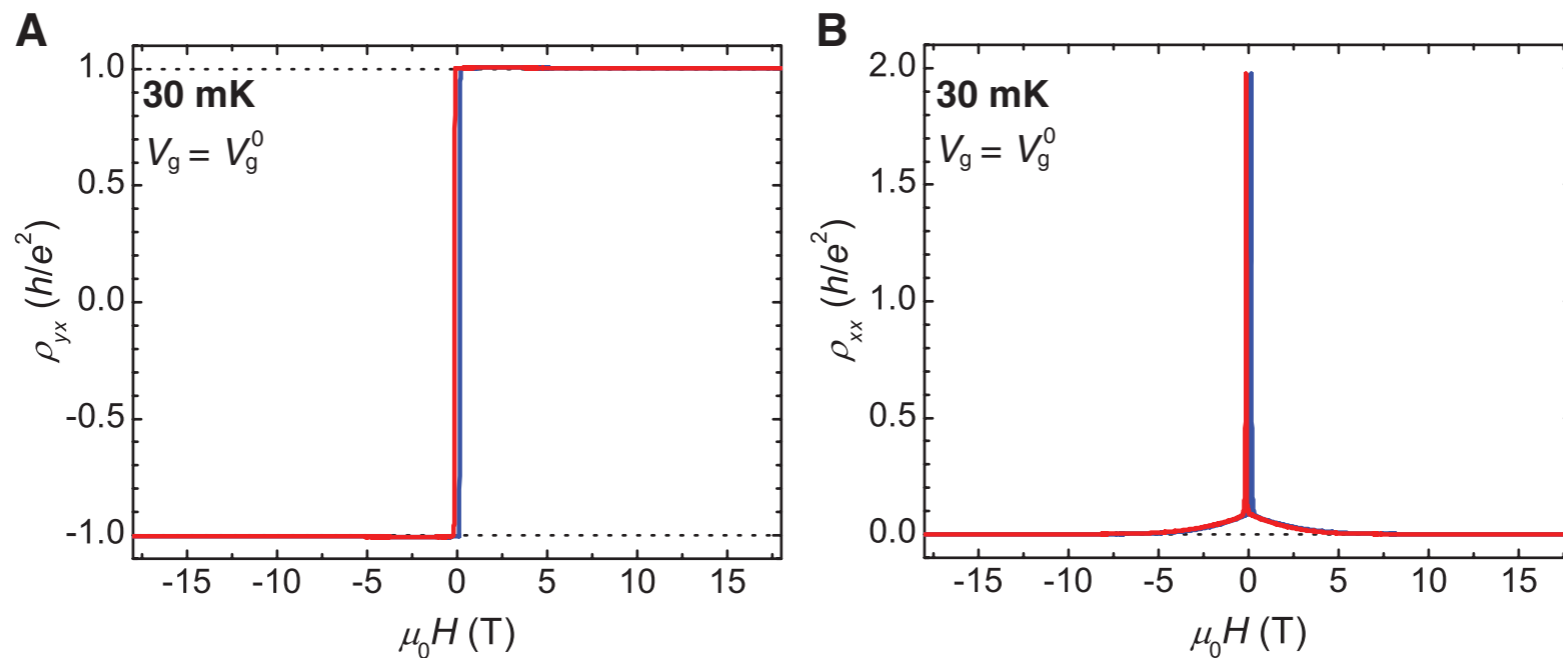 A
1.0
0.5
0.0
-0.5
-1.0
ρyx (h/e²)
30 mK
Vg = Vg⁰
-15 -10 -5 0 5 10 15
μ₀H (T)
B
2.0
1.5
1.0
0.5
0.0
ρxx (h/e²)
30 mK
Vg = Vg⁰
-15 -10 -5 0 5 10 15
μ₀H (T)